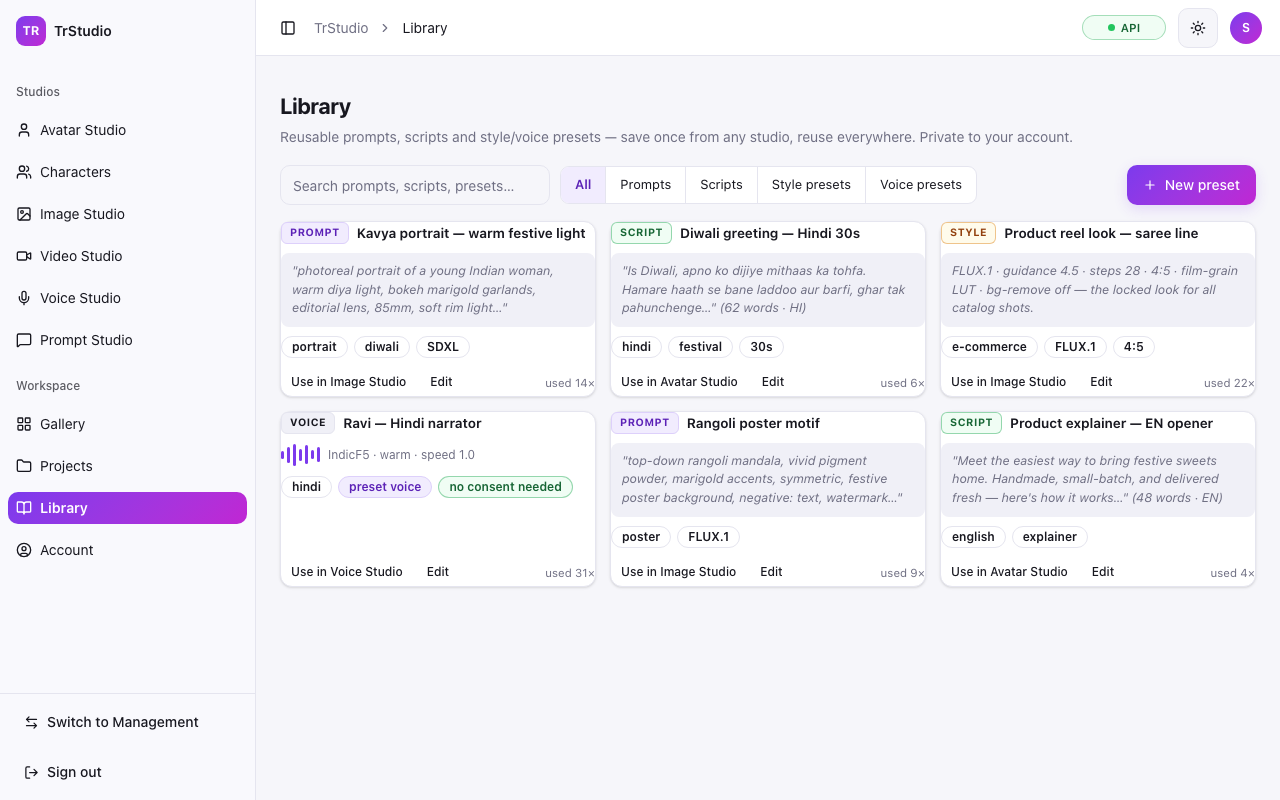 TR TrStudio
TrStudio > Library
API
S
Studios
Avatar Studio
Characters
Image Studio
Video Studio
Voice Studio
Prompt Studio
Workspace
Gallery
Projects
Library
Account
Switch to Management
Sign out
Library
Reusable prompts, scripts and style/voice presets — save once from any studio, reuse everywhere. Private to your account.
Search prompts, scripts, presets...
All Prompts Scripts Style presets Voice presets
+ New preset
PROMPT Kavya portrait — warm festive light
"photoreal portrait of a young Indian woman,
warm diya light, bokeh marigold garlands,
editorial lens, 85mm, soft rim light…"
portrait diwali SDXL
Use in Image Studio Edit used 14×
SCRIPT Diwali greeting — Hindi 30s
"Is Diwali, apno ko dijiye mithaas ka tohfa.
Hamare haath se bane laddoo aur barfi, ghar tak
pahunchenge…" (62 words · HI)
hindi festival 30s
Use in Avatar Studio Edit used 6×
STYLE Product reel look — saree line
FLUX.1 · guidance 4.5 · steps 28 · 4:5 · film-grain
LUT · bg-remove off — the locked look for all
catalog shots.
e-commerce FLUX.1 4:5
Use in Image Studio Edit used 22×
VOICE Ravi — Hindi narrator
IndicF5 · warm · speed 1.0
hindi preset voice no consent needed
Use in Voice Studio Edit used 31×
PROMPT Rangoli poster motif
"top-down rangoli mandala, vivid pigment
powder, marigold accents, symmetric, festive
poster background, negative: text, watermark…"
poster FLUX.1
Use in Image Studio Edit used 9×
SCRIPT Product explainer — EN opener
"Meet the easiest way to bring festive sweets
home. Handmade, small-batch, and delivered
fresh — here's how it works…" (48 words · EN)
english explainer
Use in Avatar Studio Edit used 4×